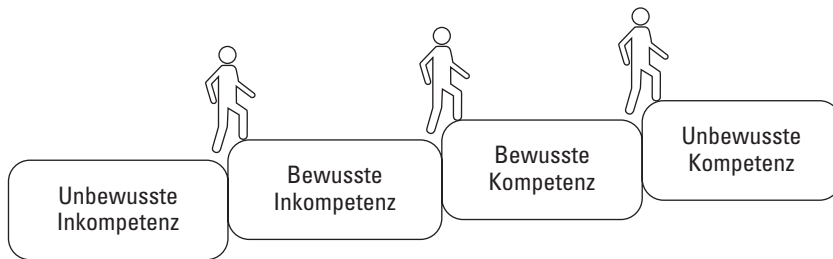 Unbewusste
Inkompetenz
Bewusste
Inkompetenz
Bewusste
Kompetenz
Unbewusste
Kompetenz